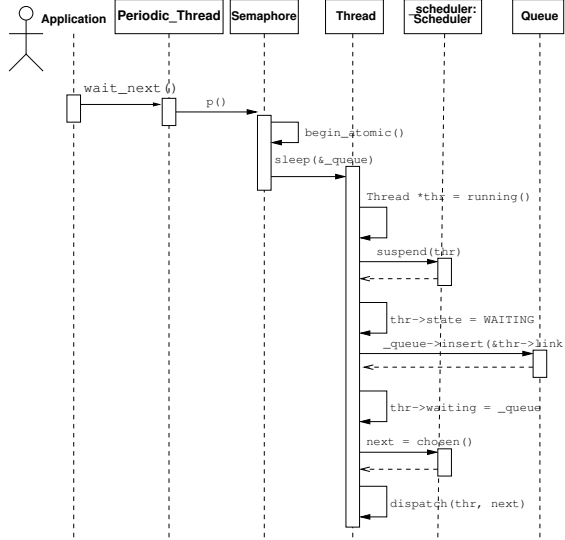 Application
Periodic_Thread
Semaphore
Thread
_scheduler:
Scheduler
Queue
wait_next()
p()
begin_atomic()
sleep(&_queue)
Thread *thr = running()
suspend(thr)
thr->state = WAITING
_queue->insert(&thr->link
thr->waiting = _queue
next = chosen()
dispatch(thr, next)